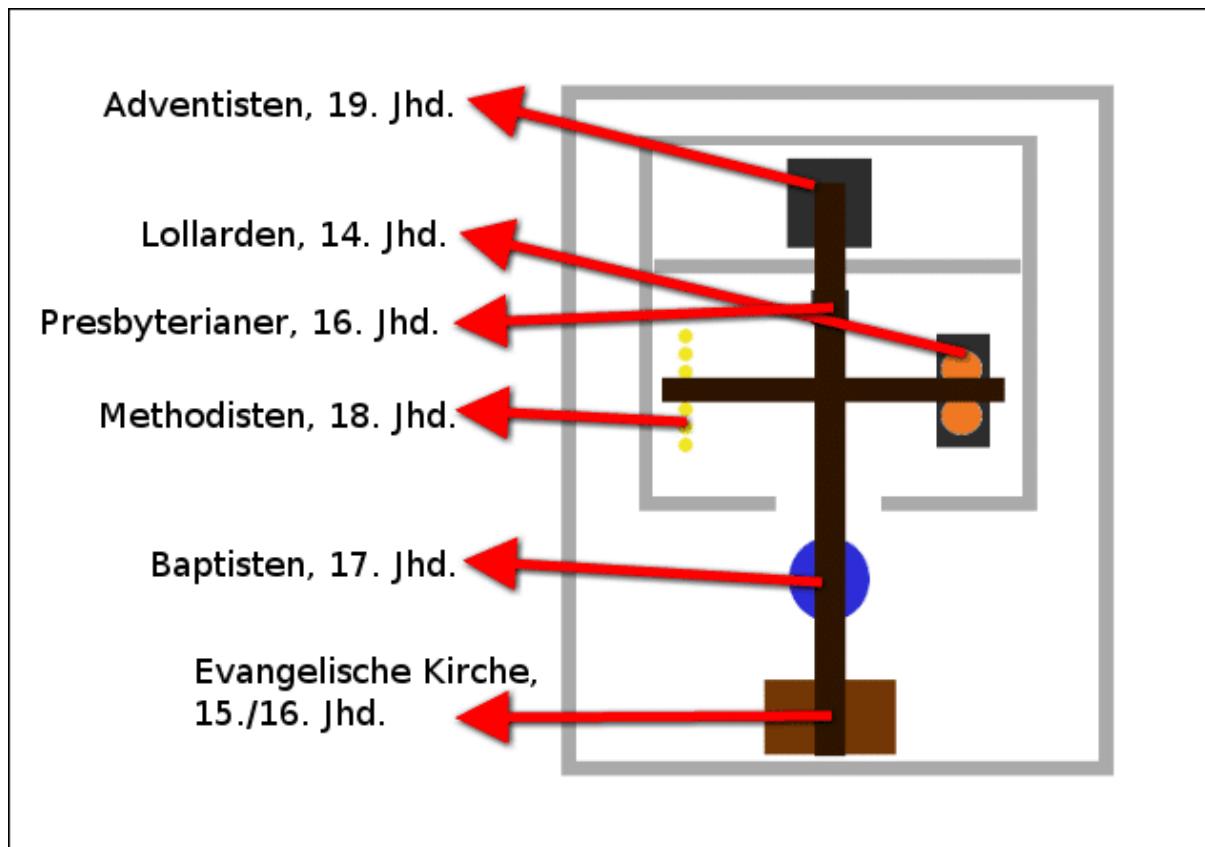 Adventisten, 19. Jhd.
Lollarden, 14. Jhd.
Presbyterianer, 16. Jhd.
Methodisten, 18. Jhd.
Baptisten, 17. Jhd.
Evangelische Kirche,
15./16. Jhd.